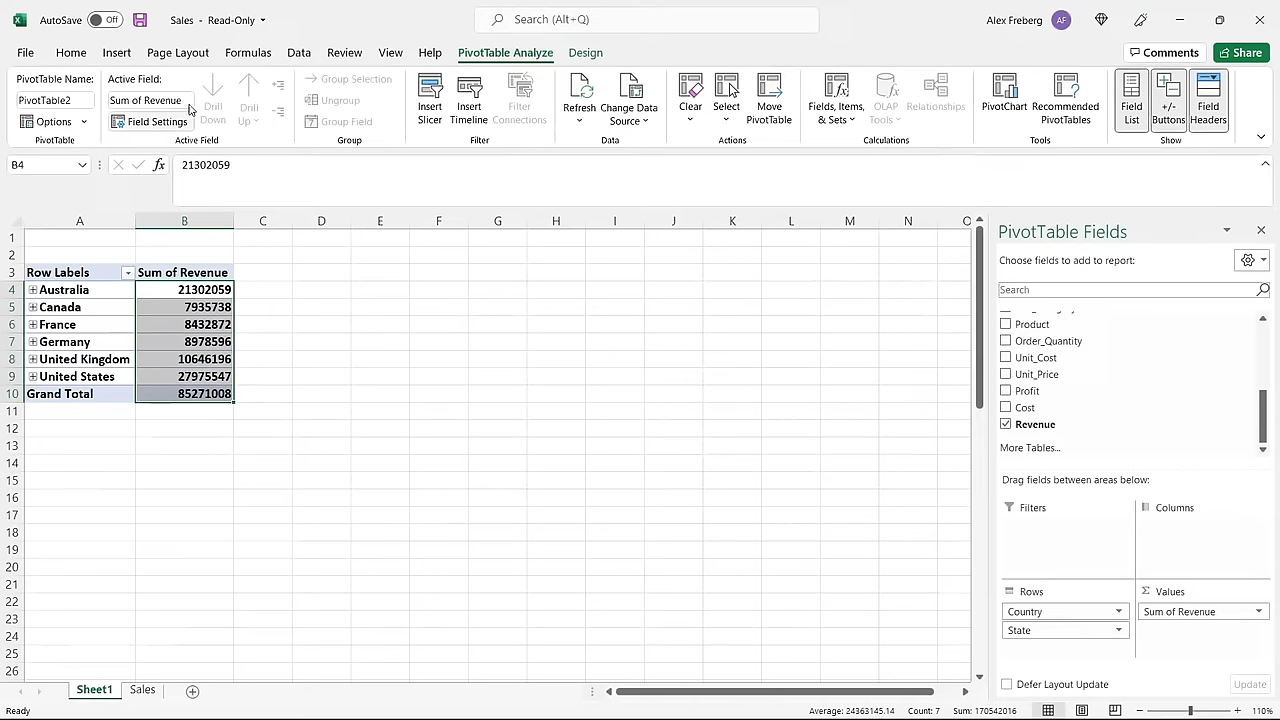 AutoSave Off Sales - Read-Only Search (Alt+Q) Alex Freberg AF
File Home Insert Page Layout Formulas Data Review View Help PivotTable Analyze Design Comments Share
PivotTable Name:
PivotTable2
Options
PivotTable
Active Field:
Sum of Revenue
Field Settings
Drill Down
Drill Up
Active Field
Group Selection
Ungroup
Group Field
Group
Insert Slicer
Insert Timeline
Filter Connections
Filter
Refresh
Change Data Source
Data
Clear
Select
Move PivotTable
Actions
Fields, Items, & Sets
OLAP Tools
Relationships
Calculations
PivotChart
Recommended PivotTables
Tools
Field List
+/- Buttons
Field Headers
Show
B4 fx 21302059
A B C D E F G H I J K L M N O
1
2
3 Row Labels Sum of Revenue
4 Australia 21302059
5 Canada 7935738
6 France 8432872
7 Germany 8978596
8 United Kingdom 10646196
9 United States 27975547
10 Grand Total 85271008
11
12
13
14
15
16
17
18
19
20
21
22
23
24
25
26
PivotTable Fields
Choose fields to add to report:
Search
Product
Order_Quantity
Unit_Cost
Unit_Price
Profit
Cost
Revenue
More Tables...
Drag fields between areas below:
Filters Columns
Rows Σ Values
Country Sum of Revenue
State
Defer Layout Update Update
Sheet1 Sales
Ready Average: 24363145.14 Count: 7 Sum: 170542016 110%